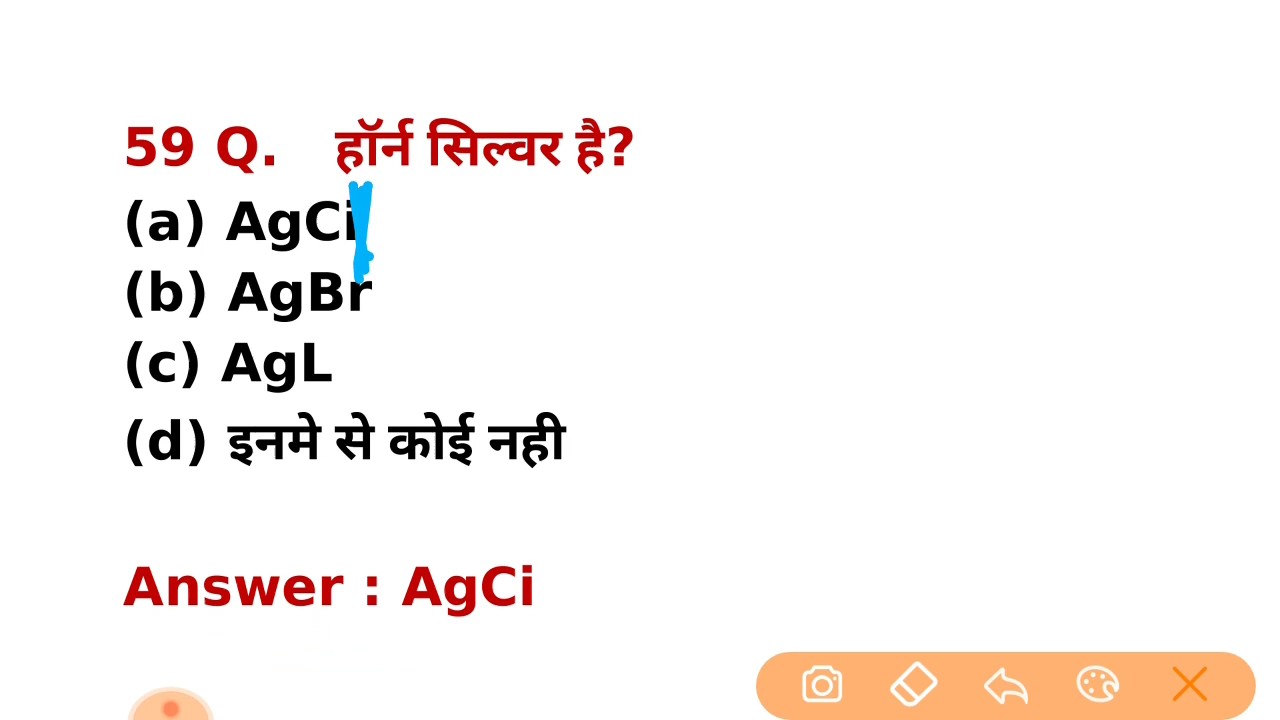 59 Q. हॉर्न सिल्वर है?
(a) AgCi
(b) AgBr
(c) AgL
(d) इनमे से कोई नही
Answer : AgCi